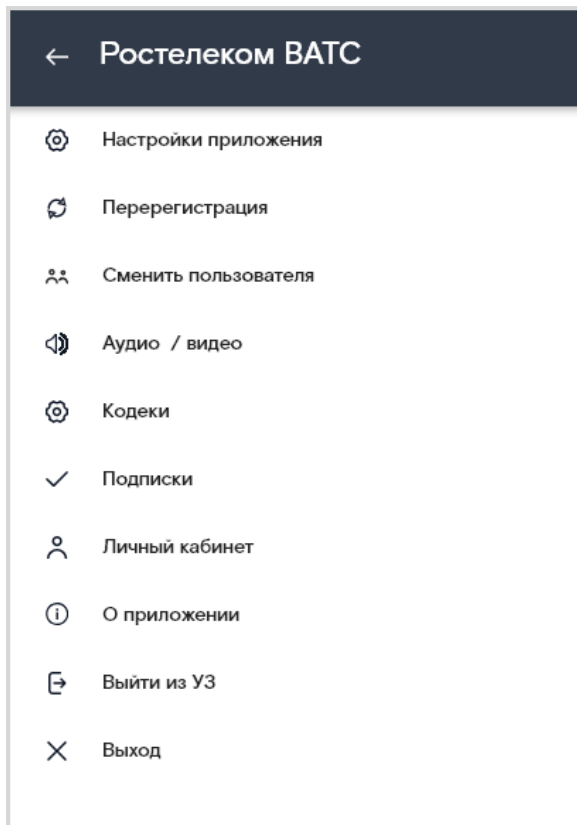 Ростелеком ВАТС
Настройки приложения
Перерегистрация
Сменить пользователя
Аудио / видео
Кодеки
Подписки
Личный кабинет
О приложении
Выйти из УЗ
Выход